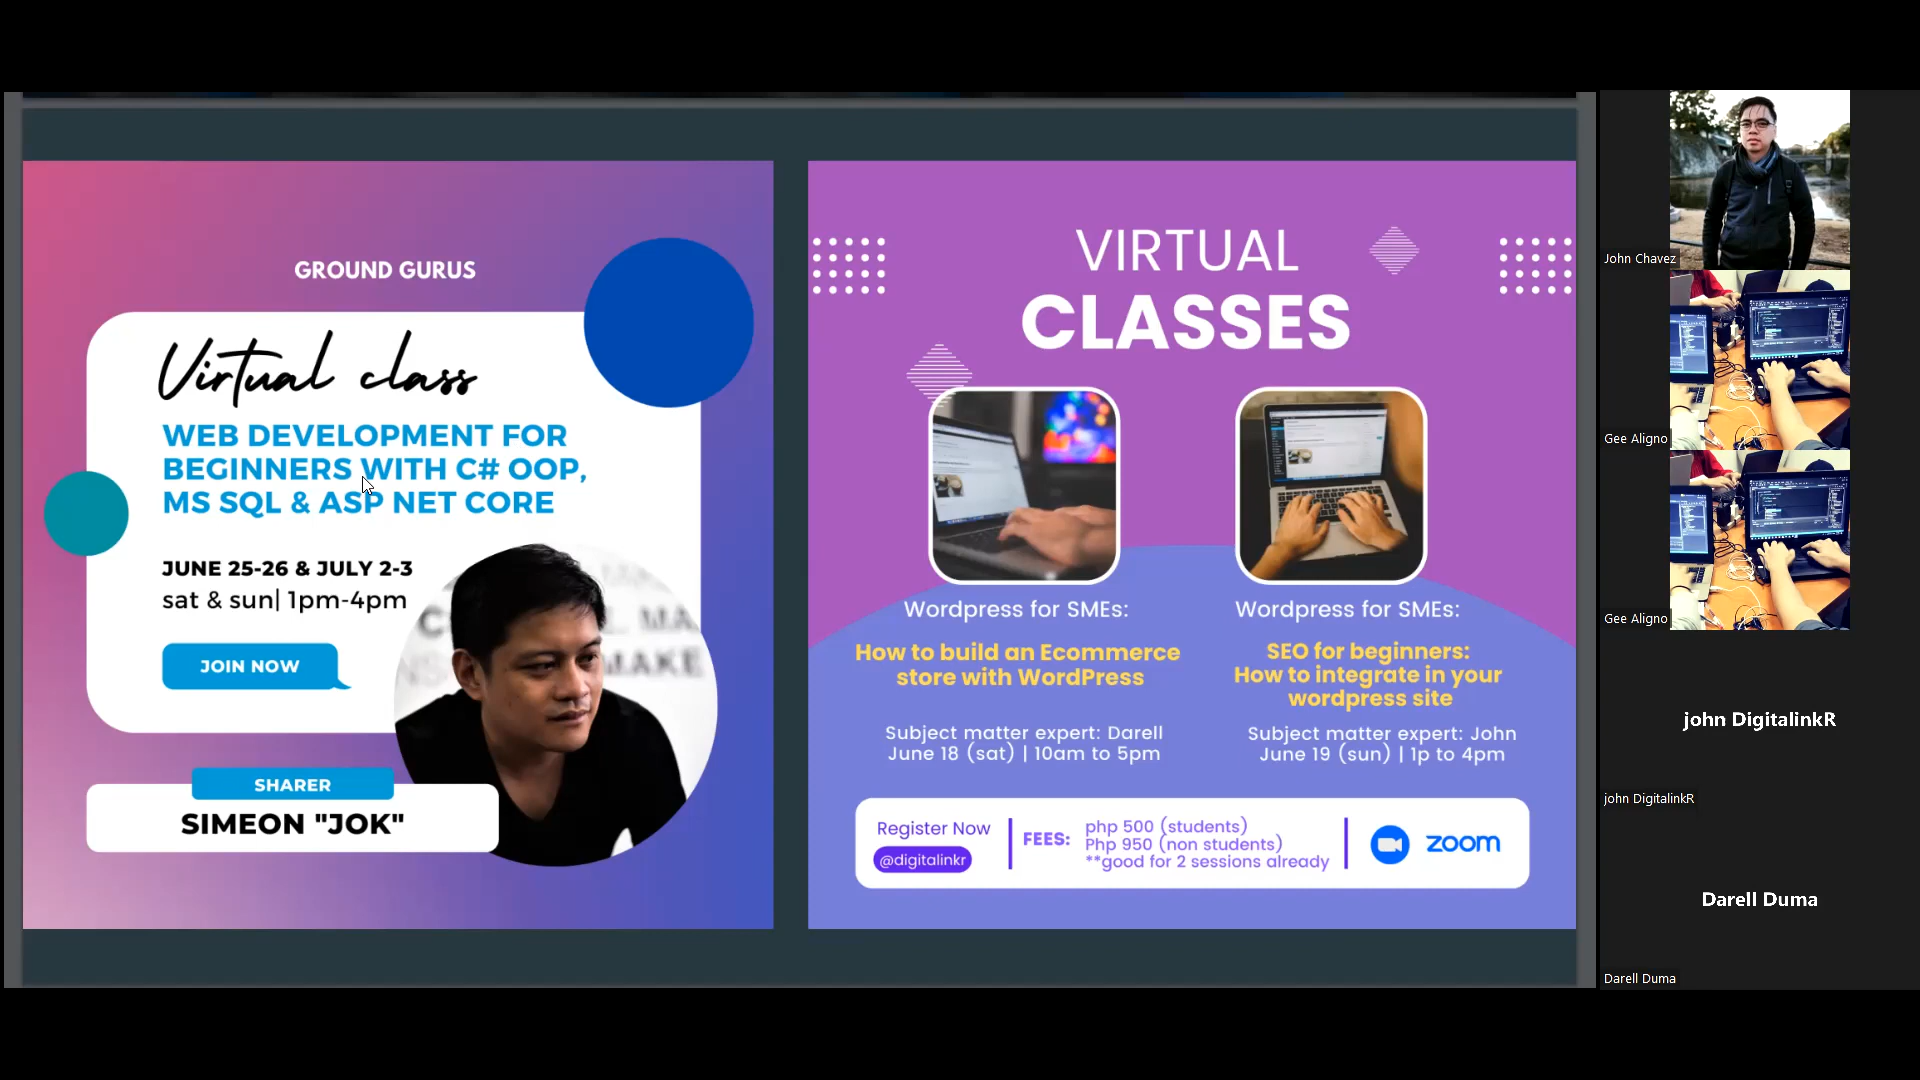 GROUND GURUS
Virtual class
WEB DEVELOPMENT FOR
BEGINNERS WITH C# OOP,
MS SQL & ASP NET CORE
JUNE 25-26 & JULY 2-3
sat & sun| 1pm-4pm
JOIN NOW
SHARER
SIMEON "JOK"
VIRTUAL
CLASSES
Wordpress for SMEs:
How to build an Ecommerce
store with WordPress
Subject matter expert: Darell
June 18 (sat) | 10am to 5pm
Wordpress for SMEs:
SEO for beginners:
How to integrate in your
wordpress site
Subject matter expert: John
June 19 (sun) | 1p to 4pm
Register Now
@digitalinkr
FEES:
php 500 (students)
Php 950 (non students)
**good for 2 sessions already
zoom
John Chavez
Gee Aligno
Gee Aligno
john DigitalinkR
john DigitalinkR
Darell Duma
Darell Duma